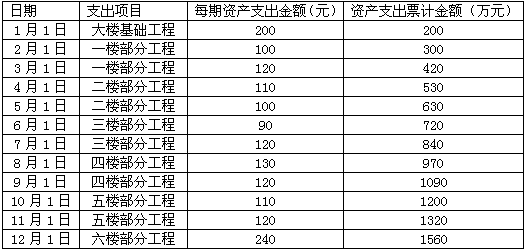 日期 支出项目 每期资产支出金额(元) 资产支出票计金额(万元)
1月1日 大楼基础工程 200 200
2月1日 一楼部分工程 100 300
3月1日 一楼部分工程 120 420
4月1日 二楼部分工程 110 530
5月1日 二楼部分工程 100 630
6月1日 三楼部分工程 90 720
7月1日 三楼部分工程 120 840
8月1日 四楼部分工程 130 970
9月1日 四楼部分工程 120 1090
10月1日 五楼部分工程 110 1200
11月1日 五楼部分工程 120 1320
12月1日 六楼部分工程 240 1560